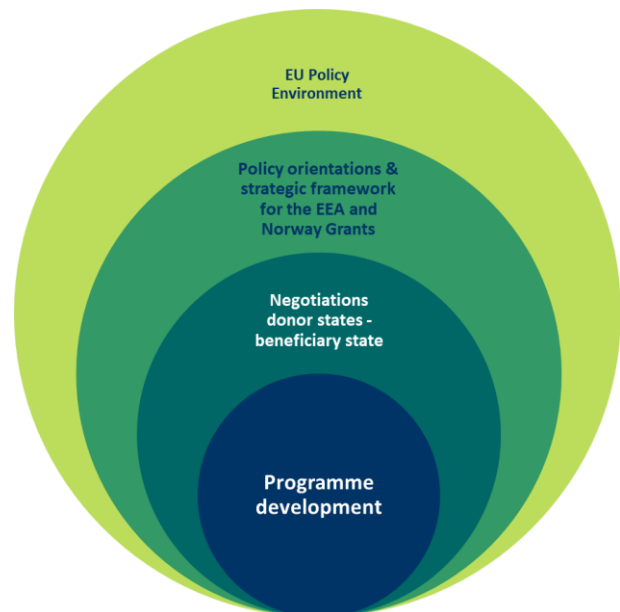 EU Policy
Environment
Policy orientations &
strategic framework
for the EEA and
Norway Grants
Negotiations
donor states -
beneficiary state
Programme
development